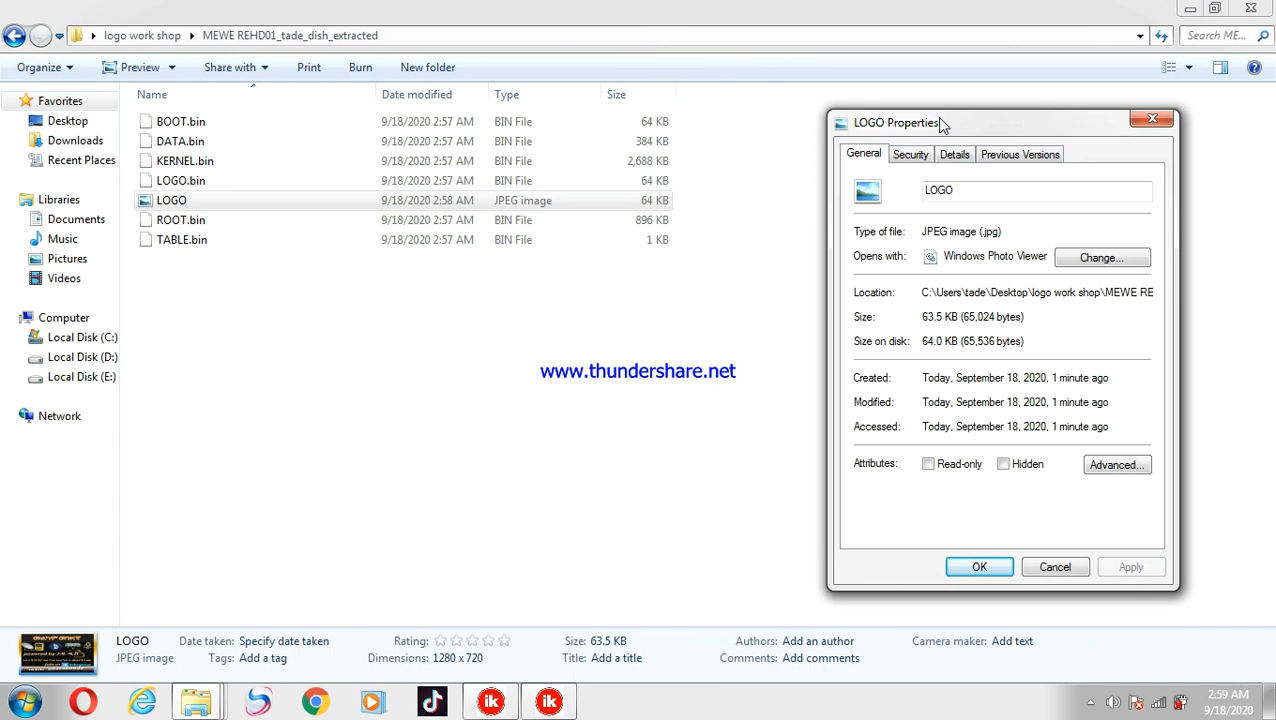 logo work shop
MEWE REHD01_tade_dish_extracted
Search ME...
Organize
Preview
Share with
Print
Burn
New folder
Name
Date modified
Type
Size
Favorites
Desktop
Downloads
Recent Places
Libraries
Documents
Music
Pictures
Videos
Computer
Local Disk (C:)
Local Disk (D:)
Local Disk (E:)
Network
BOOT.bin 9/18/2020 2:57 AM BIN File 64 KB
DATA.bin 9/18/2020 2:57 AM BIN File 384 KB
KERNEL.bin 9/18/2020 2:57 AM BIN File 2,688 KB
LOGO.bin 9/18/2020 2:57 AM BIN File 64 KB
LOGO 9/18/2020 2:58 AM JPEG image 64 KB
ROOT.bin 9/18/2020 2:57 AM BIN File 896 KB
TABLE.bin 9/18/2020 2:57 AM BIN File 1 KB
www.thundershare.net
LOGO Properties
General Security Details Previous Versions
LOGO
Type of file: JPEG image (.jpg)
Opens with: Windows Photo Viewer Change...
Location: C:\Users\tade\Desktop\logo work shop\MEWE RE
Size: 63.5 KB (65,024 bytes)
Size on disk: 64.0 KB (65,536 bytes)
Created: Today, September 18, 2020, 1 minute ago
Modified: Today, September 18, 2020, 1 minute ago
Accessed: Today, September 18, 2020, 1 minute ago
Attributes: Read-only Hidden Advanced...
OK Cancel Apply
LOGO Date taken: Specify date taken Rating: Size: 63.5 KB Authors: Add an author Camera maker: Add text
JPEG image Tags: Add a tag Dimensions: 1280 x 720 Title: Add a title Comments: Add comments
2:59 AM
9/18/2020